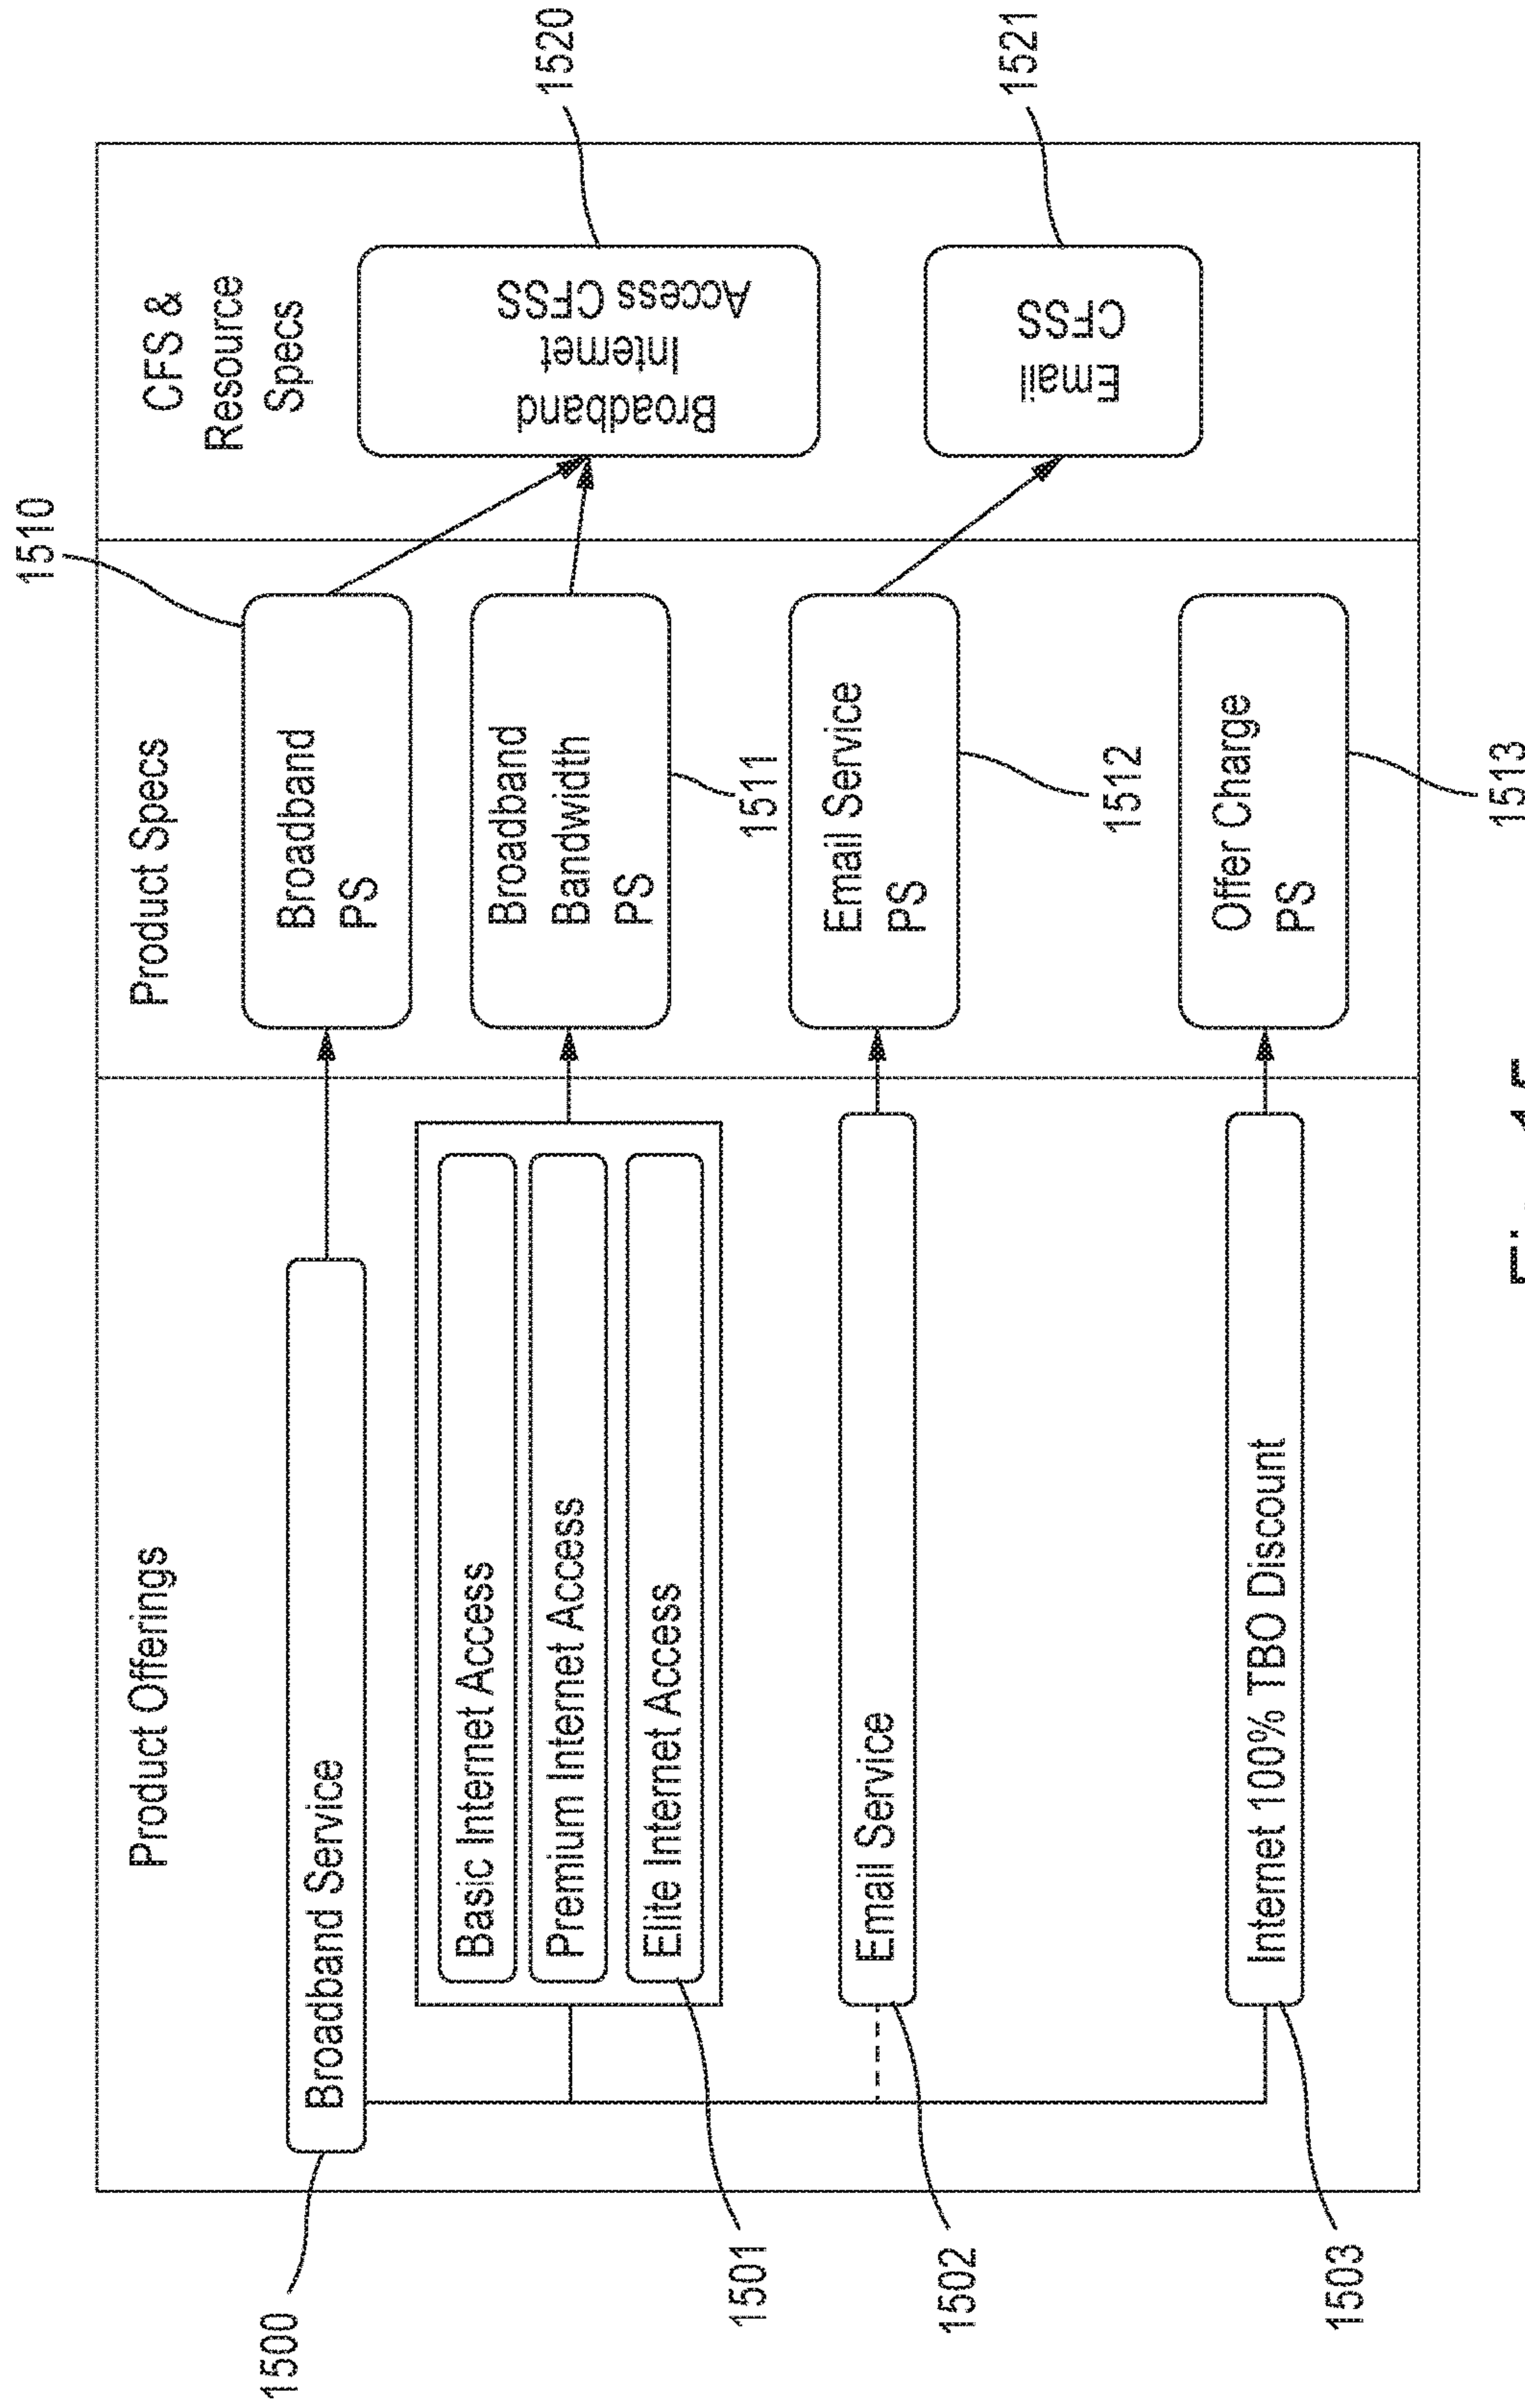 Product Offerings
Product Specs
CFS &
Resource
Specs
1500
Broadband Service
Basic Internet Access
Premium Internet Access
Elite Internet Access
1501
Email Service
1502
Internet 100% TBO Discount
1503
1510
Broadband
PS
Broadband
Bandwidth
PS
1511
Email Service
PS
1512
Offer Charge
PS
1513
1520
Broadband
Internet
Access CFSS
1521
Email
CFSS